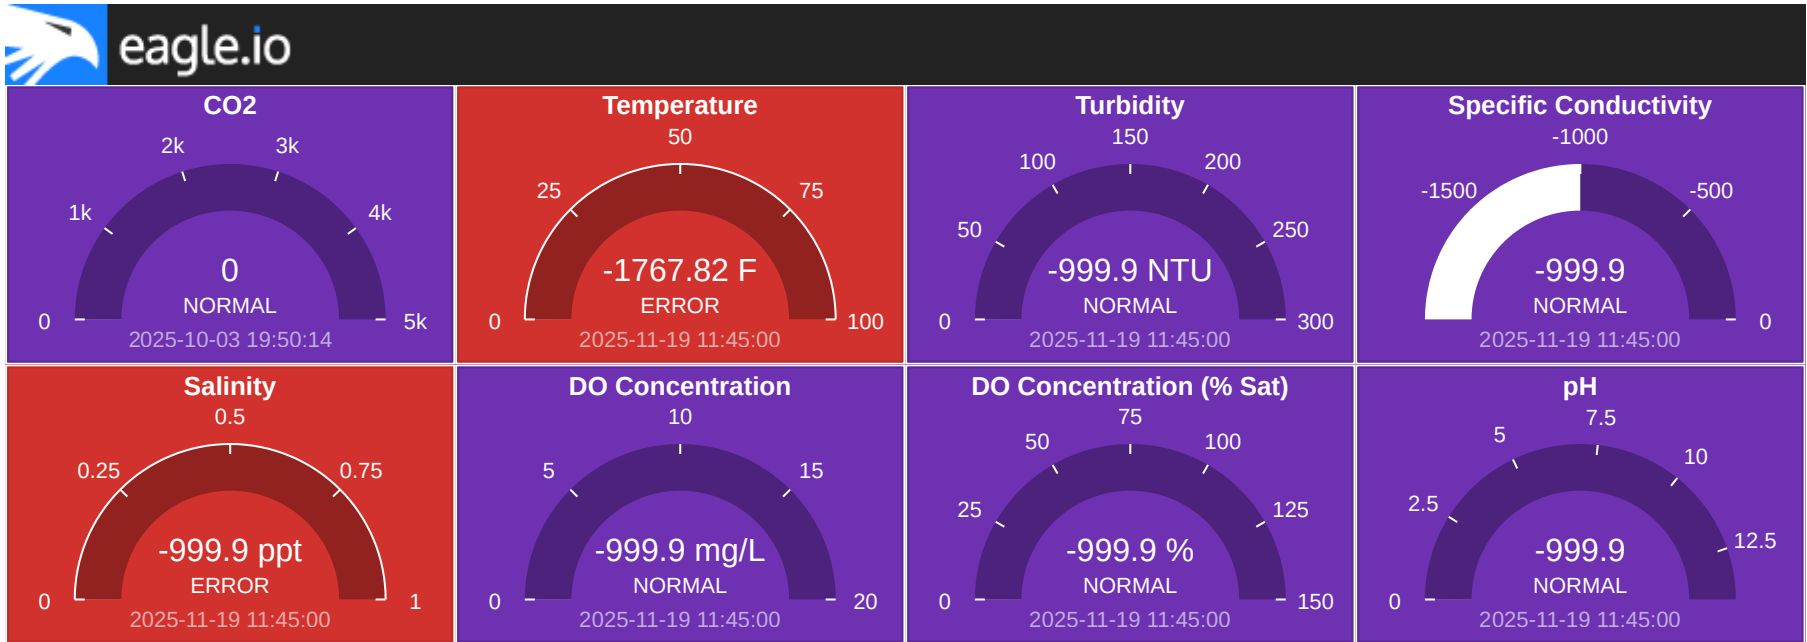 eagle.io
CO2
0
1k
2k
3k
4k
5k
0
NORMAL
2025-10-03 19:50:14
Temperature
0
25
50
75
100
-1767.82 F
ERROR
2025-11-19 11:45:00
Turbidity
0
50
100
150
200
250
300
-999.9 NTU
NORMAL
2025-11-19 11:45:00
Specific Conductivity
-1500
-1000
-500
0
-999.9
NORMAL
2025-11-19 11:45:00
Salinity
0
0.25
0.5
0.75
1
-999.9 ppt
ERROR
2025-11-19 11:45:00
DO Concentration
0
5
10
15
20
-999.9 mg/L
NORMAL
2025-11-19 11:45:00
DO Concentration (% Sat)
0
25
50
75
100
125
150
-999.9 %
NORMAL
2025-11-19 11:45:00
pH
0
2.5
5
7.5
10
12.5
-999.9
NORMAL
2025-11-19 11:45:00